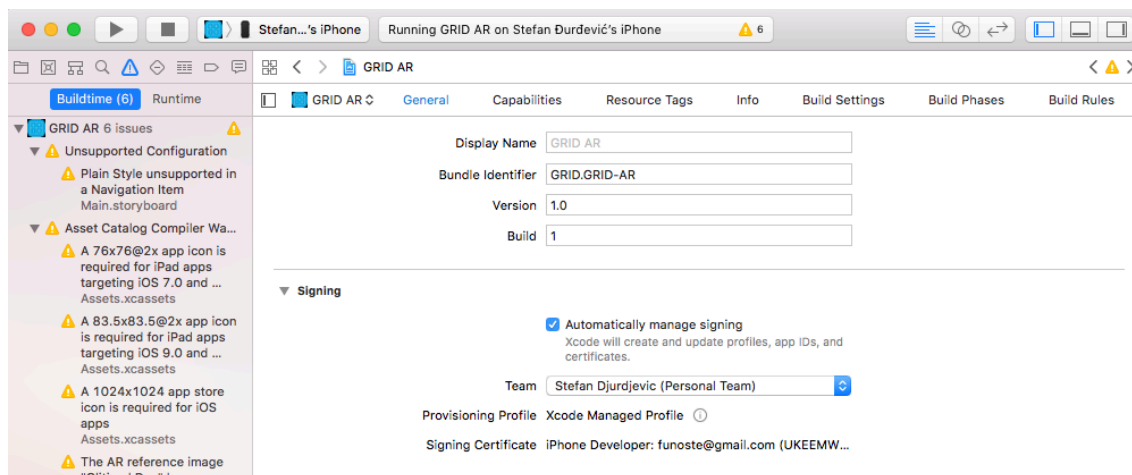 Stefan...'s iPhone
Running GRID AR on Stefan Đurđević's iPhone
6
GRID AR
Buildtime (6) Runtime
GRID AR General Capabilities Resource Tags Info Build Settings Build Phases Build Rules
GRID AR 6 issues
Unsupported Configuration
Plain Style unsupported in
a Navigation Item
Main.storyboard
Asset Catalog Compiler Wa...
A 76x76@2x app icon is
required for iPad apps
targeting iOS 7.0 and ...
Assets.xcassets
A 83.5x83.5@2x app icon
is required for iPad apps
targeting iOS 9.0 and ...
Assets.xcassets
A 1024x1024 app store
icon is required for iOS
apps
Assets.xcassets
The AR reference image
Display Name GRID AR
Bundle Identifier GRID.GRID-AR
Version 1.0
Build 1
Signing
Automatically manage signing
Xcode will create and update profiles, app IDs, and
certificates.
Team Stefan Djurdjevic (Personal Team)
Provisioning Profile Xcode Managed Profile
Signing Certificate iPhone Developer: funoste@gmail.com (UKEEMW...